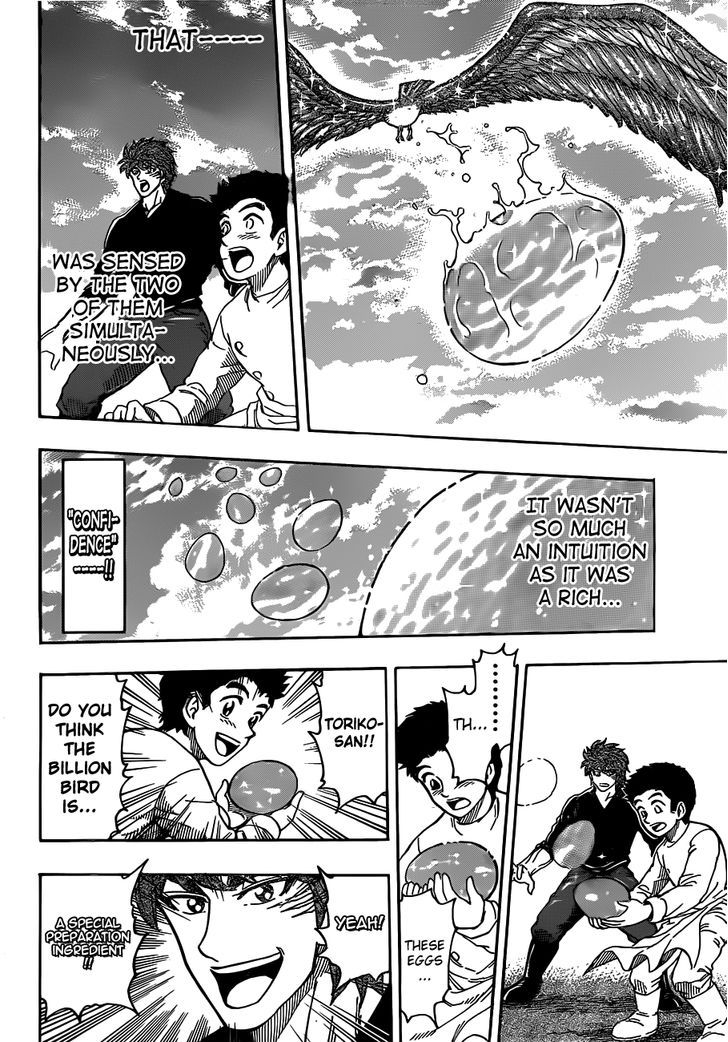 THAT----
WAS SENSED
BY THE TWO
OF THEM
SIMULTA-
NEOUSLY...
IT WASN'T
SO MUCH
AN INTUITION
AS IT WAS
A RICH...
"CONFI-
DENCE"
----!!
TH...
.......
THESE
EGGS
...
TORIKO-
SAN!!
DO YOU
THINK
THE
BILLION
BIRD
IS...
YEAH!
A SPECIAL
PREPARATION
INGREDIENT
!!